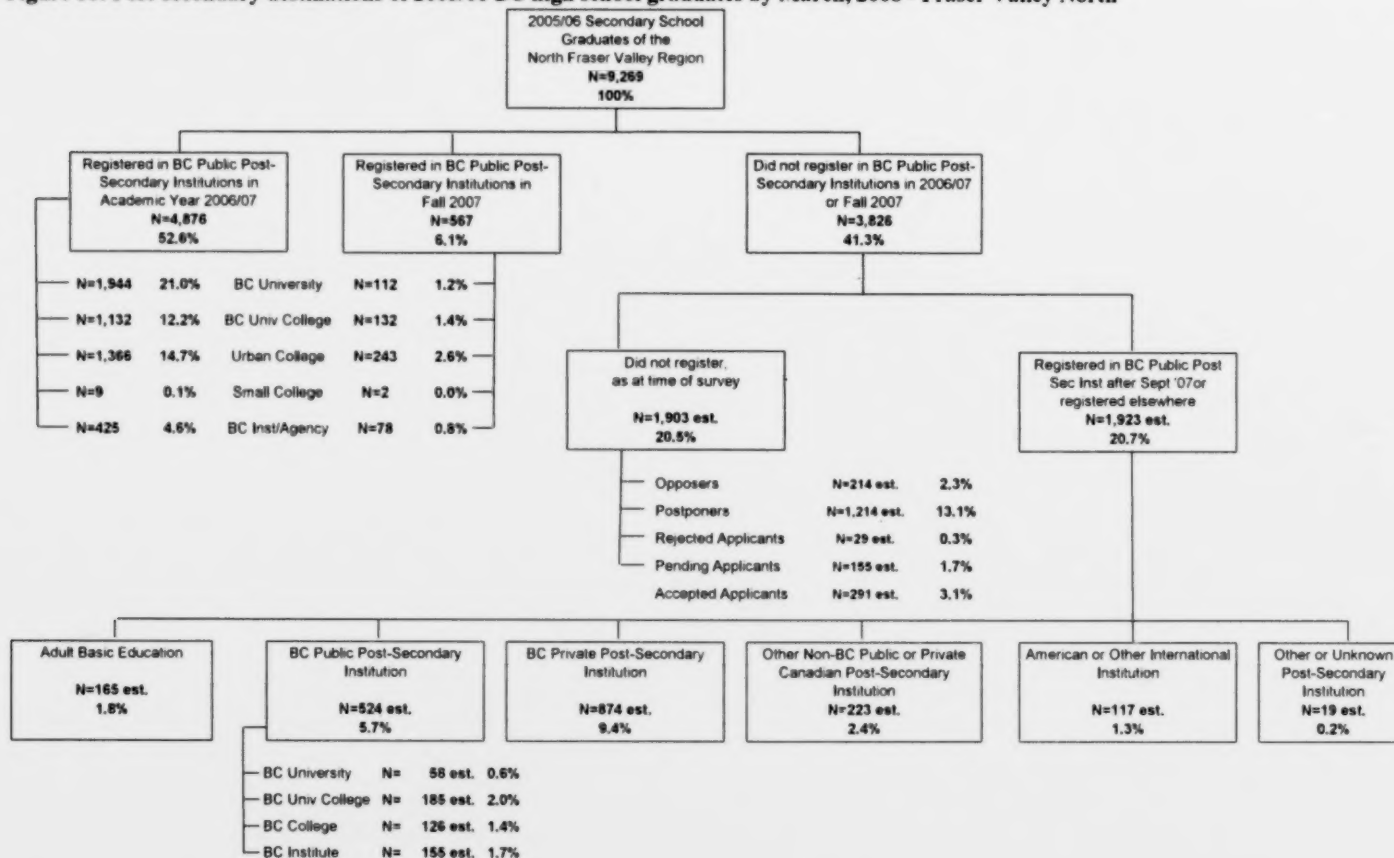 2005/06 Secondary School
Graduates of the
North Fraser Valley Region
N=9,269
100%
Registered in BC Public Post-
Secondary Institutions in
Academic Year 2006/07
N=4,876
52.6%
Registered in BC Public Post-
Secondary Institutions in
Fall 2007
N=567
6.1%
Did not register in BC Public Post-
Secondary Institutions in 2006/07
or Fall 2007
N=3,826
41.3%
N=1,944 21.0% BC University N=112 1.2%
N=1,132 12.2% BC Univ College N=132 1.4%
N=1,366 14.7% Urban College N=243 2.6%
N=9 0.1% Small College N=2 0.0%
N=425 4.6% BC Inst/Agency N=78 0.8%
Did not register,
as at time of survey
N=1,903 est.
20.5%
Registered in BC Public Post
Sec Inst after Sept '07or
registered elsewhere
N=1,923 est.
20.7%
Opposers N=214 est. 2.3%
Postponers N=1,214 est. 13.1%
Rejected Applicants N=29 est. 0.3%
Pending Applicants N=155 est. 1.7%
Accepted Applicants N=291 est. 3.1%
Adult Basic Education
N=165 est.
1.8%
BC Public Post-Secondary
Institution
N=524 est.
5.7%
BC Private Post-Secondary
Institution
N=874 est.
9.4%
Other Non-BC Public or Private
Canadian Post-Secondary
Institution
N=223 est.
2.4%
American or Other International
Institution
N=117 est.
1.3%
Other or Unknown
Post-Secondary
Institution
N=19 est.
0.2%
BC University N= 58 est. 0.6%
BC Univ College N= 185 est. 2.0%
BC College N= 126 est. 1.4%
BC Institute N= 155 est. 1.7%